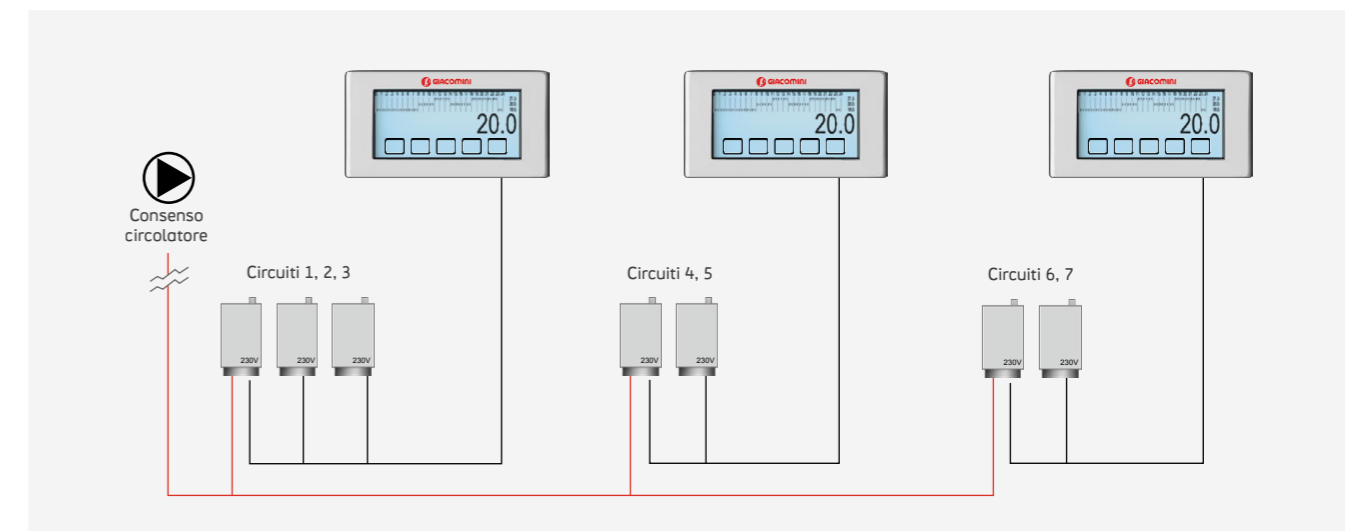 GIACOMINI
20.0
GIACOMINI
20.0
GIACOMINI
20.0
Consenso
circolatore
Circuiti 1, 2, 3
230V
230V
230V
Circuiti 4, 5
230V
230V
Circuiti 6, 7
230V
230V